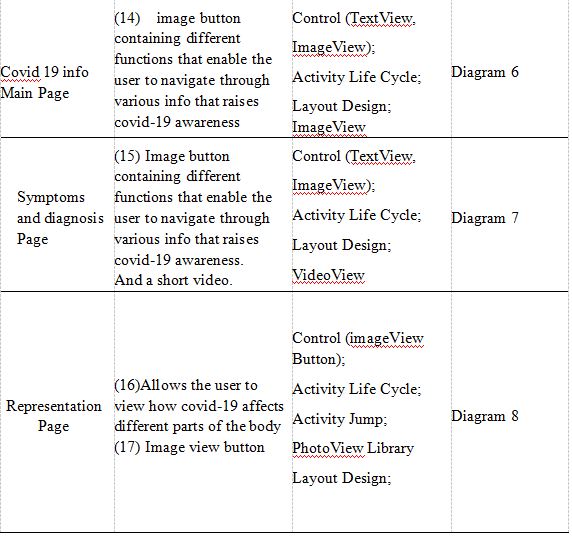 Covid 19 info
Main Page
(14) image button
containing different
functions that enable the
user to navigate through
various info that raises
covid-19 awareness
Control (TextView,
ImageView);
Activity Life Cycle;
Layout Design;
ImageView
Diagram 6
Symptoms
and diagnosis
Page
(15) Image button
containing different
functions that enable the
user to navigate through
various info that raises
covid-19 awareness.
And a short video.
Control (TextView,
ImageView);
Activity Life Cycle;
Layout Design;
VideoView
Diagram 7
Representation
Page
(16)Allows the user to
view how covid-19 affects
different parts of the body
(17) Image view button
Control (imageView
Button);
Activity Life Cycle;
Activity Jump;
PhotoView Library
Layout Design;
Diagram 8